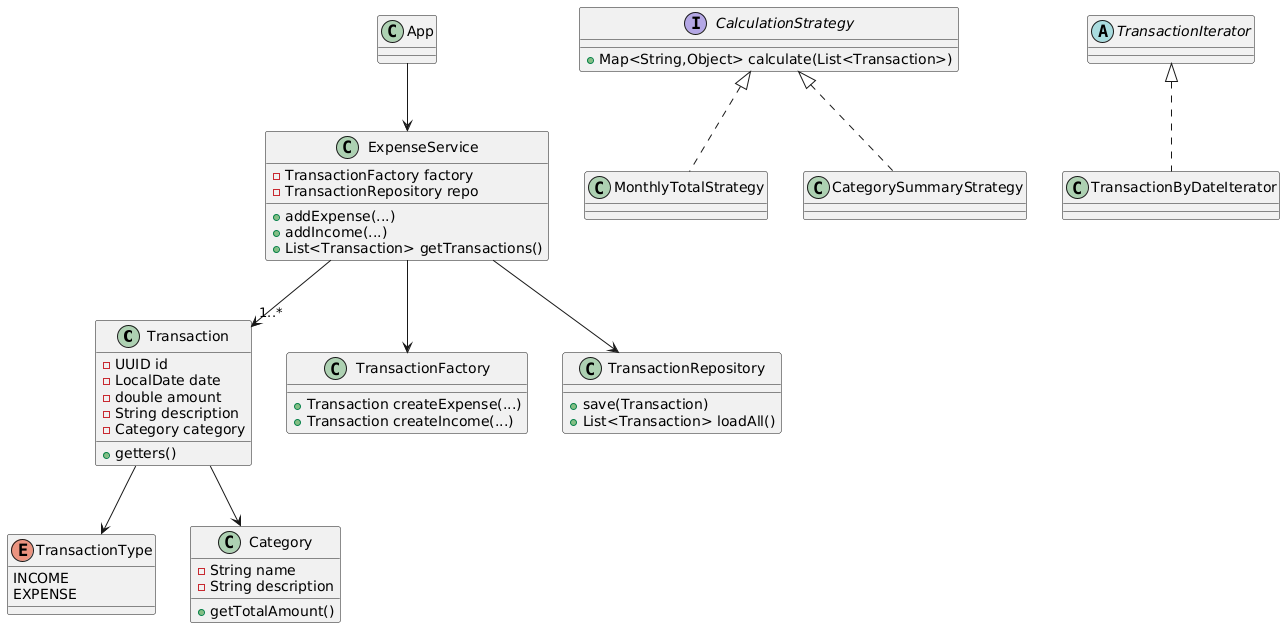 C App
I CalculationStrategy
Map<String,Object> calculate(List<Transaction>)
A TransactionIterator
C ExpenseService
TransactionFactory factory
TransactionRepository repo
addExpense(...)
addIncome(...)
List<Transaction> getTransactions()
C MonthlyTotalStrategy
C CategorySummaryStrategy
C TransactionByDateIterator
1..*
C Transaction
UUID id
LocalDate date
double amount
String description
Category category
getters()
C TransactionFactory
Transaction createExpense(...)
Transaction createIncome(...)
C TransactionRepository
save(Transaction)
List<Transaction> loadAll()
E TransactionType
INCOME
EXPENSE
C Category
String name
String description
getTotalAmount()